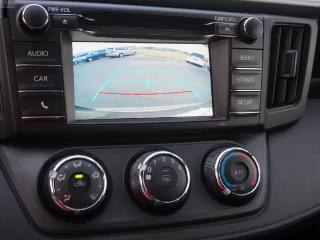 PWR·VOL
TUNE·SCROLL
AUDIO
SEEK>
CAR
<TRACK
SETUP
A/C